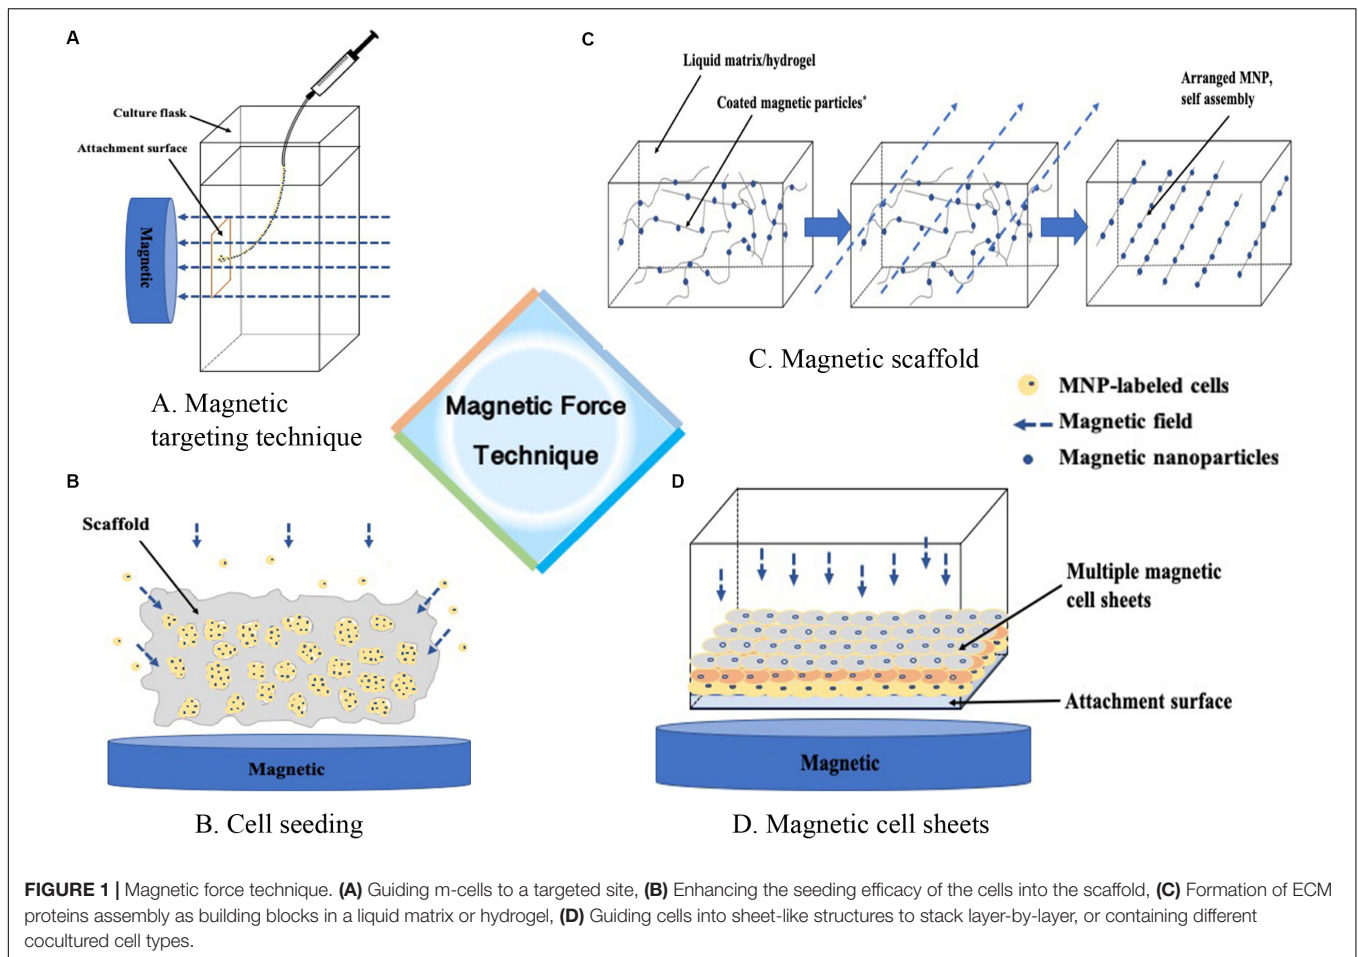 A
Culture flask
Attachment surface
Magnetic
A. Magnetic
targeting technique
C
Liquid matrix/hydrogel
Coated magnetic particles*
Arranged MNP,
self assembly
C. Magnetic scaffold
MNP-labeled cells
Magnetic field
Magnetic nanoparticles
Magnetic Force
Technique
B
Scaffold
Magnetic
B. Cell seeding
D
Multiple magnetic
cell sheets
Attachment surface
Magnetic
D. Magnetic cell sheets
FIGURE 1 | Magnetic force technique. (A) Guiding m-cells to a targeted site, (B) Enhancing the seeding efficacy of the cells into the scaffold, (C) Formation of ECM
proteins assembly as building blocks in a liquid matrix or hydrogel, (D) Guiding cells into sheet-like structures to stack layer-by-layer, or containing different
cocultured cell types.